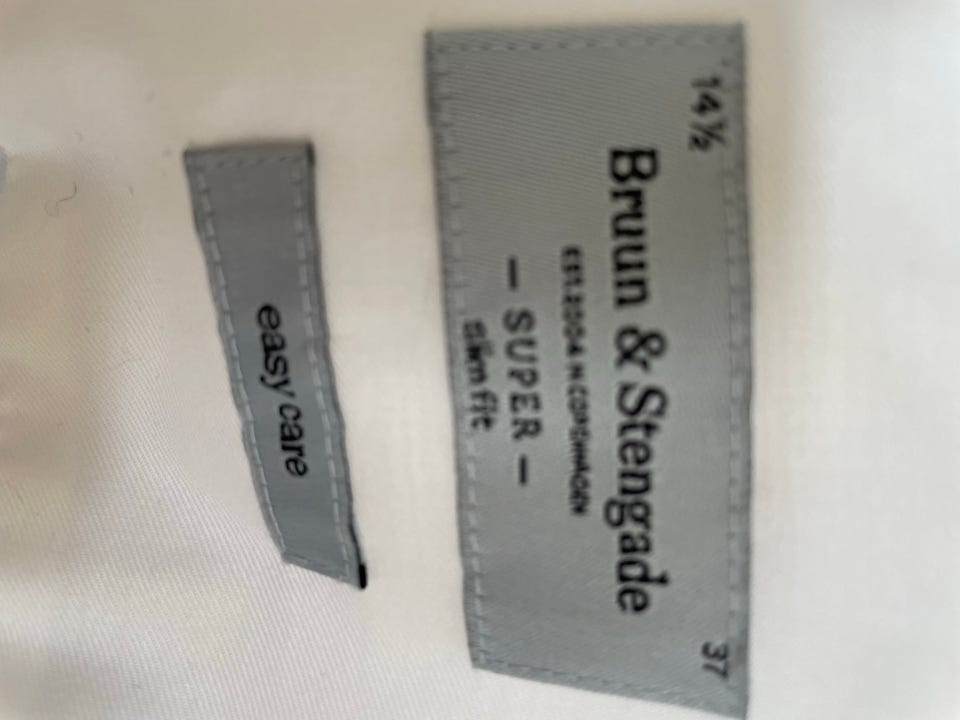 14½ 37
Bruun & Stengade
EST. 2004 IN COPENHAGEN
— SUPER —
slim fit
easy care